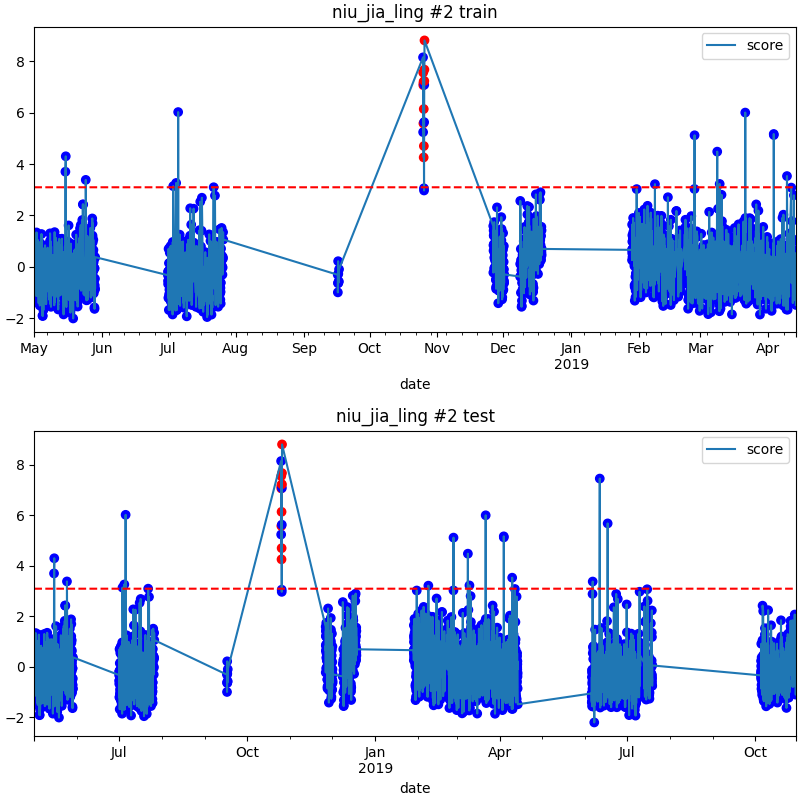 niu_jia_ling #2 train
score
8
6
4
2
0
−2
May Jun Jul Aug Sep Oct Nov Dec Jan Feb Mar Apr
2019
date
niu_jia_ling #2 test
score
8
6
4
2
0
−2
Jul Oct Jan Apr Jul Oct
2019
date